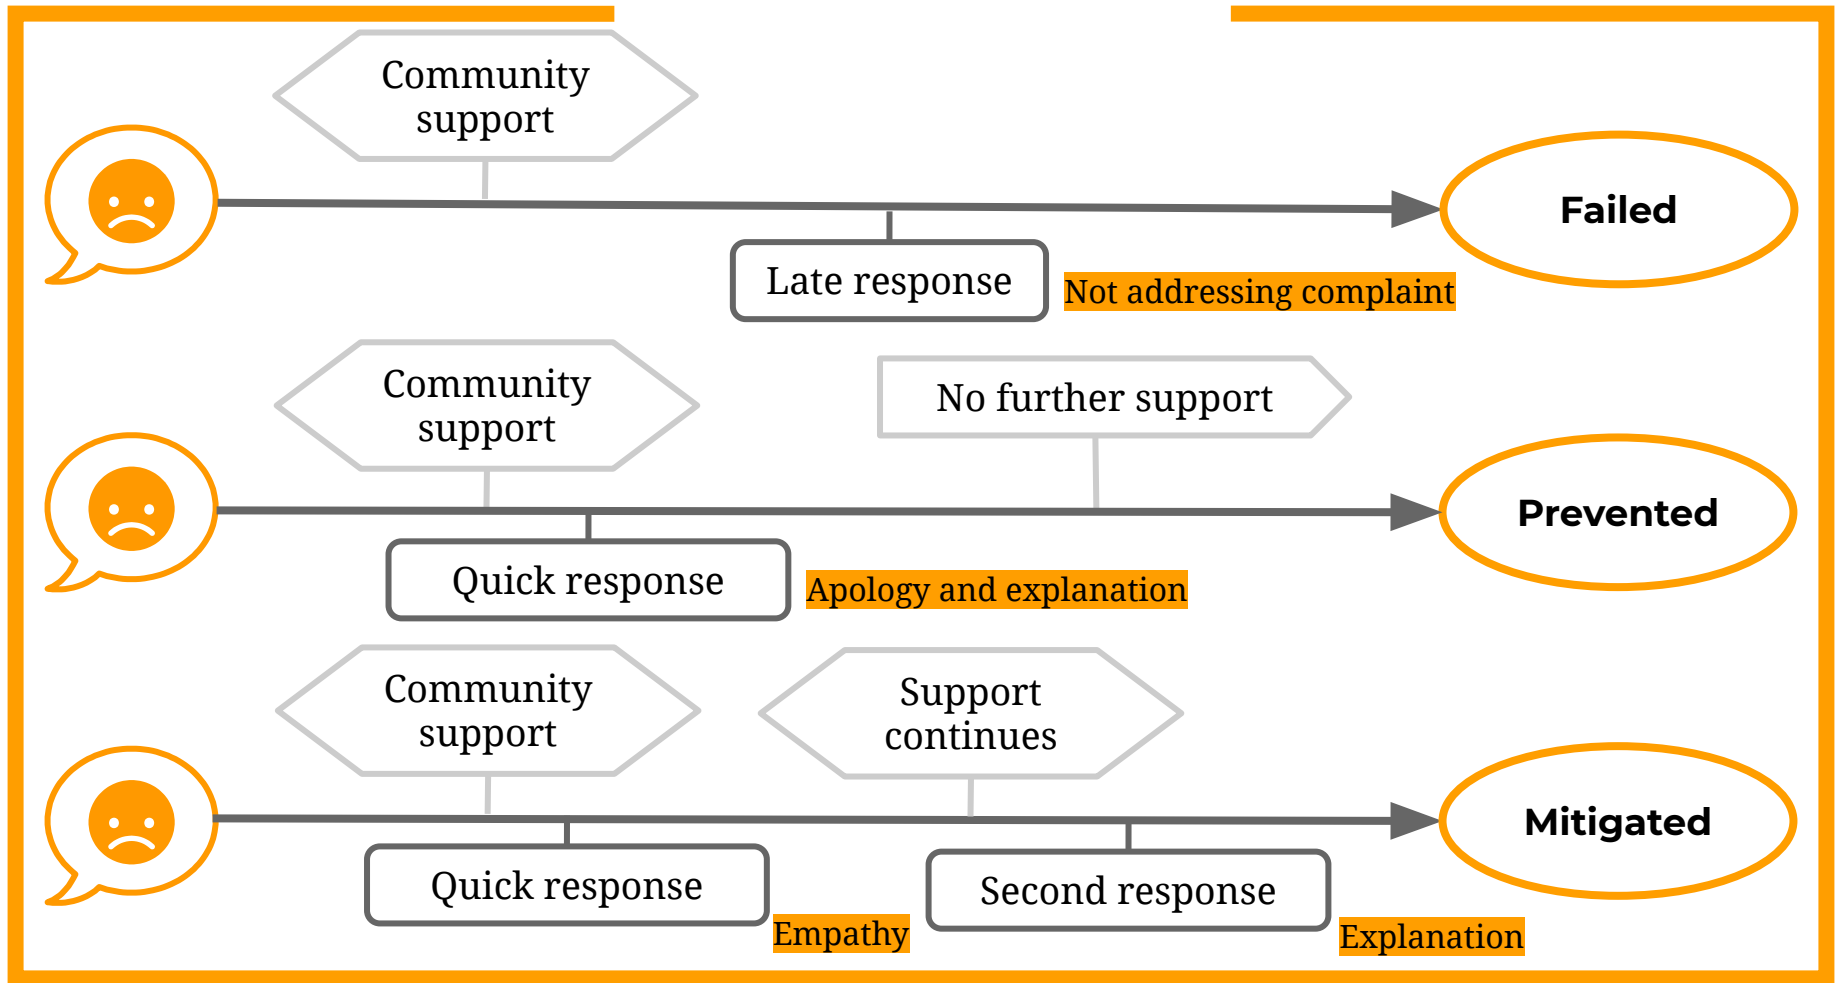 Community
support
Failed
Late response
Not addressing complaint
Community
support
No further support
Prevented
Quick response
Apology and explanation
Community
support
Support
continues
Mitigated
Quick response
Second response
Empathy
Explanation